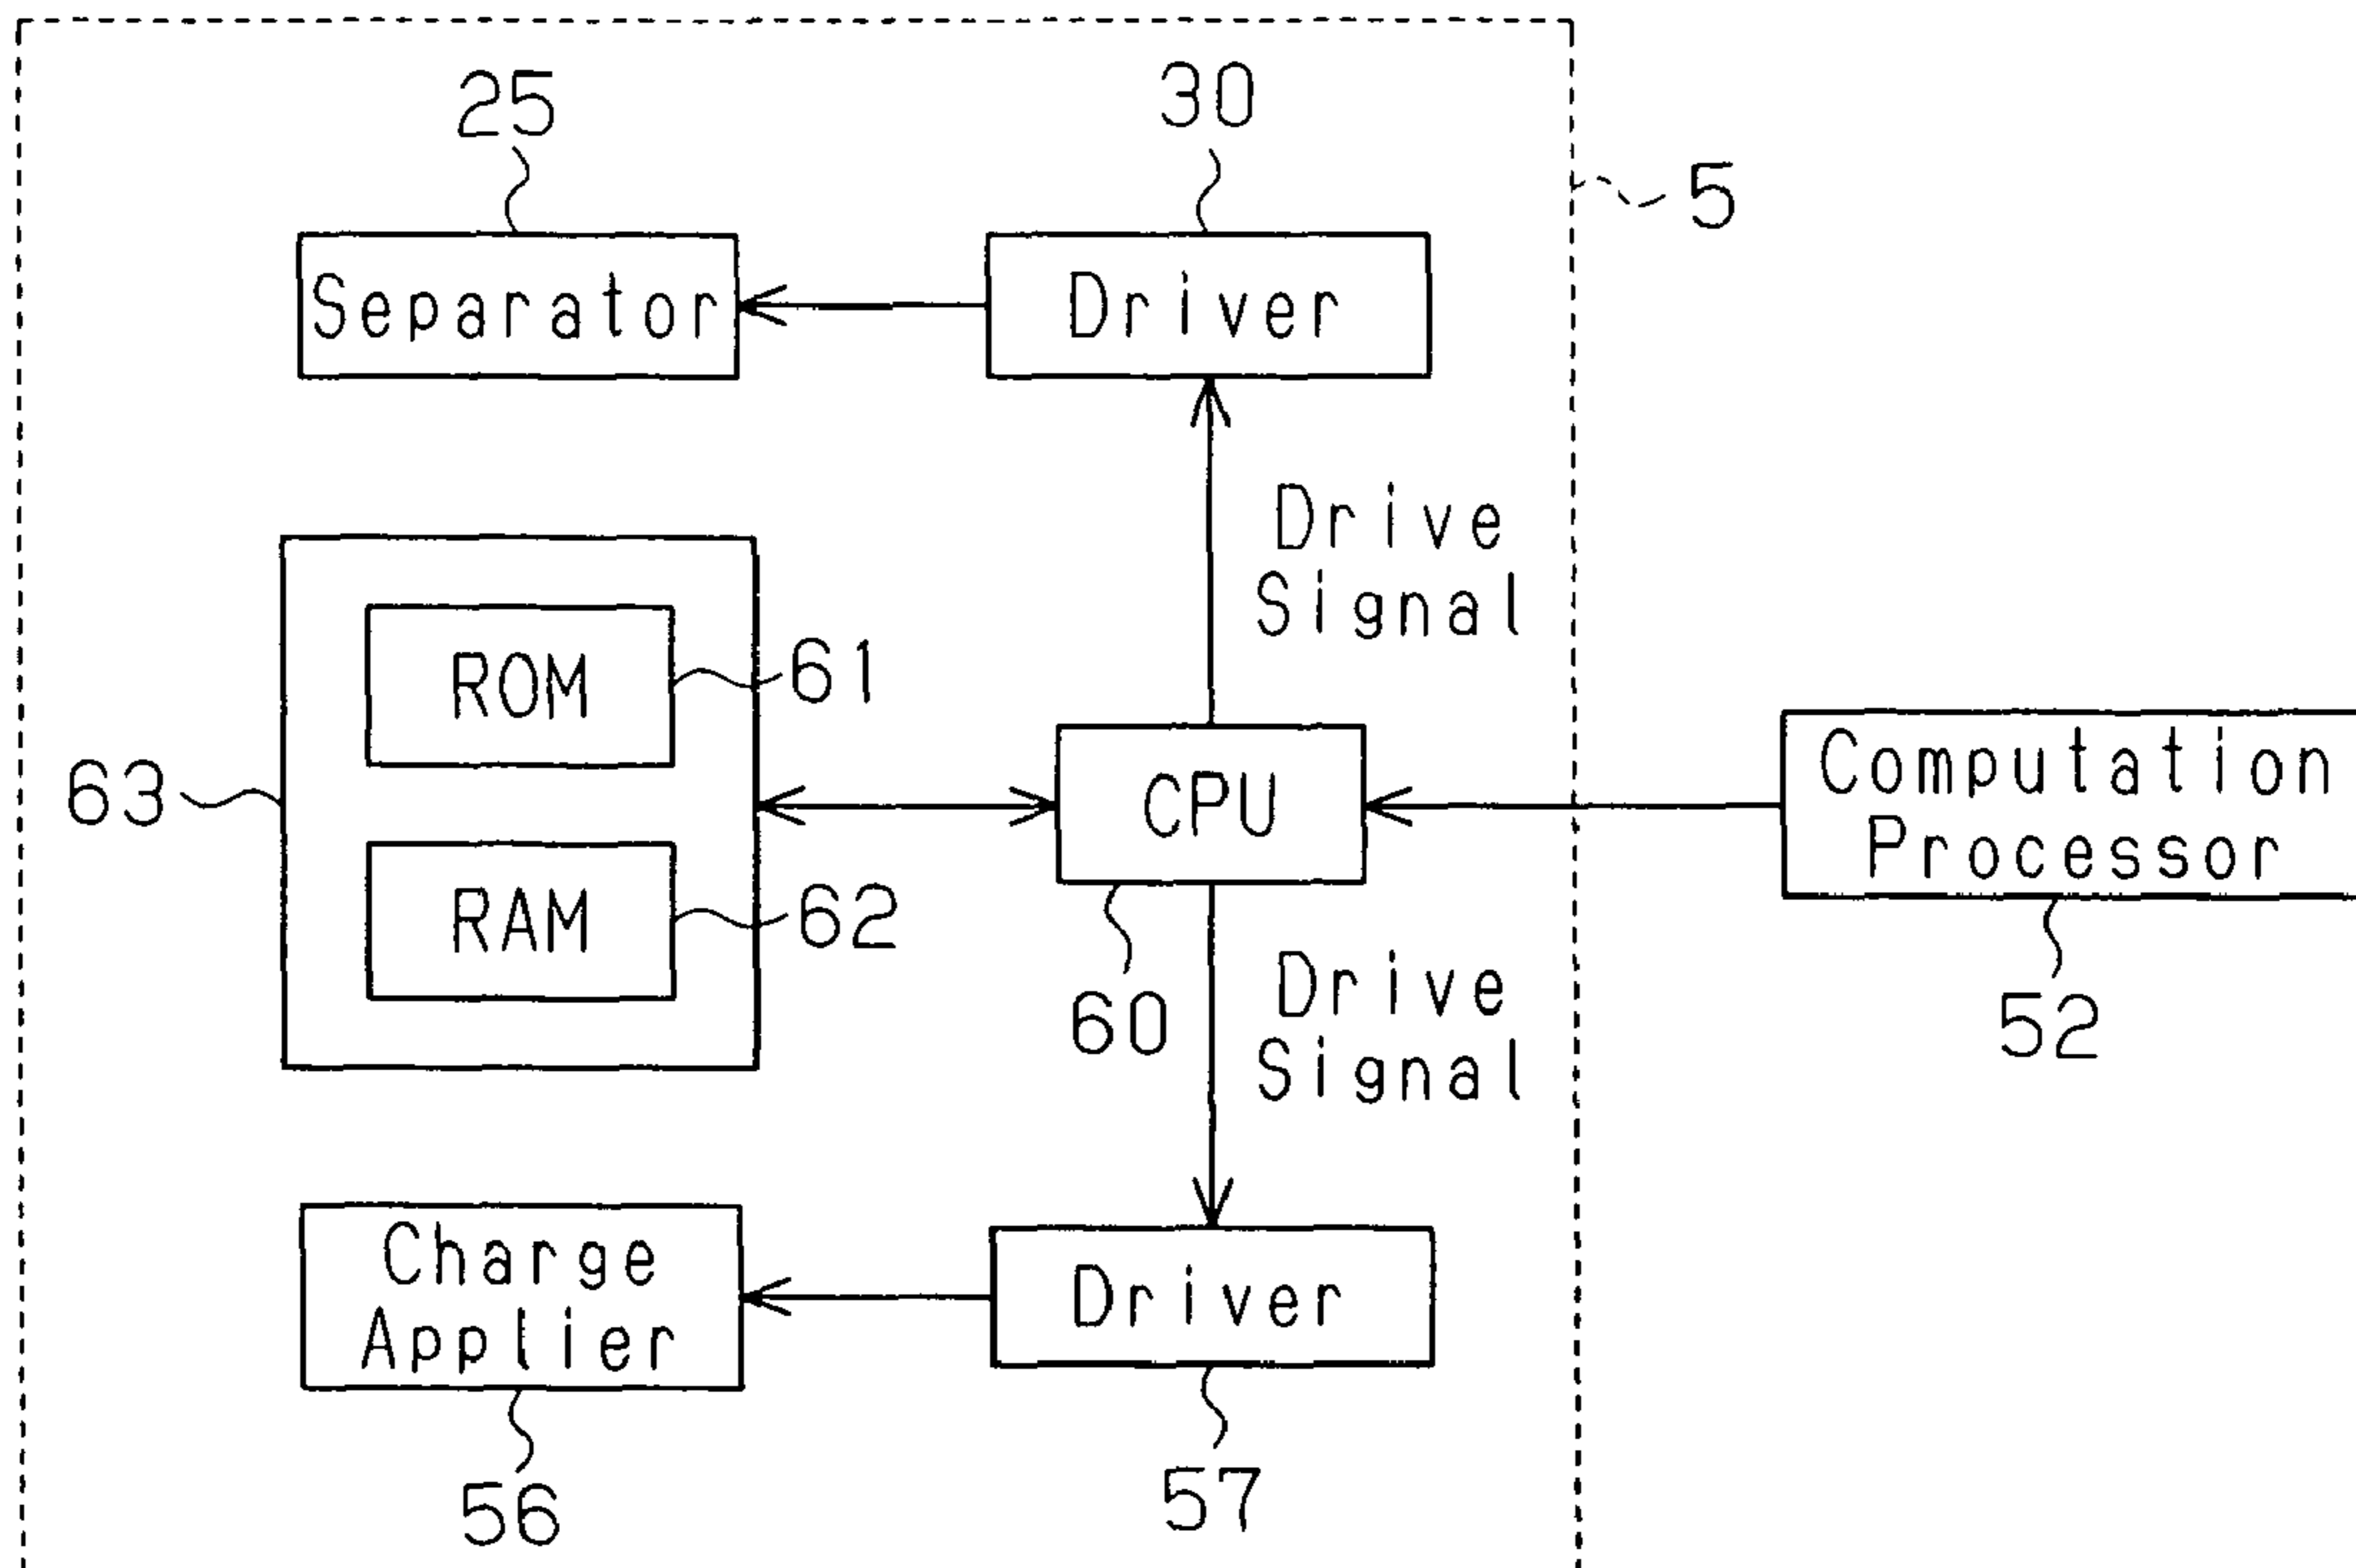 25
30
5
Separator
Driver
Drive
Signal
ROM
61
63
CPU
Computation
Processor
RAM
62
60
52
Drive
Signal
Charge
Applier
Driver
56
57